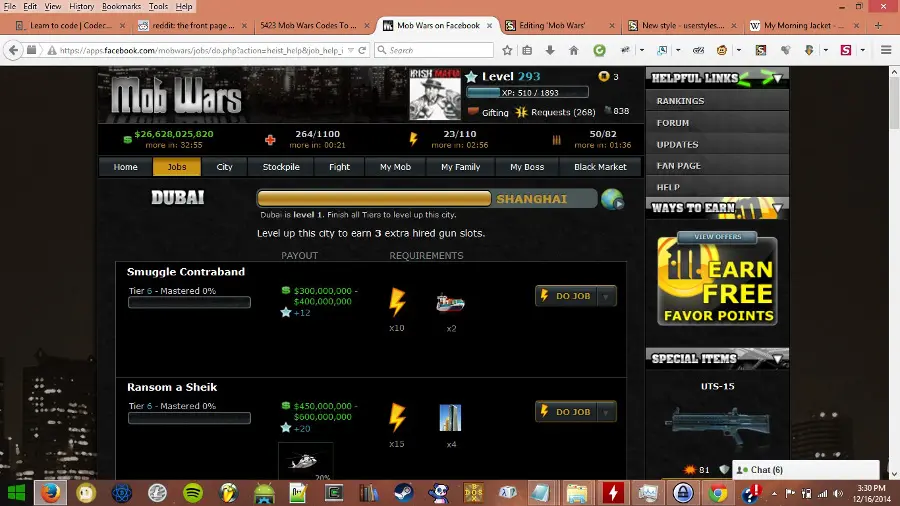 File Edit View History Bookmarks Tools Help
Learn to code | Codec... × reddit: the front page ... × 5423 Mob Wars Codes To ... × Mob Wars on Facebook × Editing 'Mob Wars' × New style - userstyles... × My Morning Jacket - W... ×
https://apps.facebook.com/mobwars/jobs/do.php?action=heist_help&job_help_i Search
IRISH MAFIA
Mob Wars
Level 293
3
XP: 510 / 1893
Gifting Requests (268) 838
$26,628,025,820 264/1100 23/110 50/82
more in: 32:55 more in: 00:21 more in: 02:56 more in: 01:36
Home Jobs City Stockpile Fight My Mob My Family My Boss Black Market
DUBAI SHANGHAI
Dubai is level 1. Finish all Tiers to level up this city.
Level up this city to earn 3 extra hired gun slots.
PAYOUT REQUIREMENTS
Smuggle Contraband
Tier 6 - Mastered 0%
$300,000,000 -
$400,000,000
+12
x10 x2
DO JOB
Ransom a Sheik
Tier 6 - Mastered 0%
$450,000,000 -
$600,000,000
+20
x15 x4
DO JOB
20%
HELPFUL LINKS
RANKINGS
FORUM
UPDATES
FAN PAGE
HELP
WAYS TO EARN
VIEW OFFERS
EARN
FREE
FAVOR POINTS
SPECIAL ITEMS
UTS-15
81
Chat (6)
3:30 PM
12/16/2014